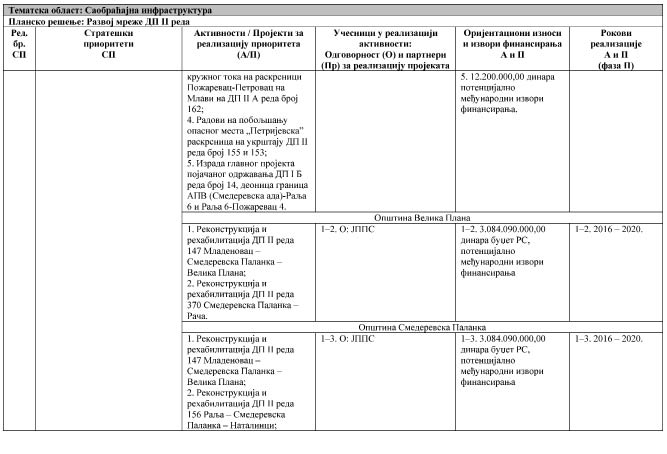 Тематска област: Саобраћајна инфраструктура
Планско решење: Развој мреже ДП II реда
Ред. бр. СП
Стратешки приоритети СП
Активности / Пројекти за реализацију приоритета (А/П)
Учесници у реализацији активности: Одговорност (О) и партнери (Пр) за реализацију пројеката
Оријентациони износи и извори финансирања А и П
Рокови реализације А и П (фаза П)
кружног тока на раскрсници
Пожаревац-Петровац на
Млави на ДП II А реда број
162;
4. Радови на побољшању
опасног места „Петријевска”
раскрсница на укрштају ДП II
реда број 155 и 153;
5. Израда главног пројекта
појачаног одржавања ДП I Б
реда број 14, деоница граница
АПВ (Смедеревска ада)-Раља
6 и Раља 6-Пожаревац 4.
5. 12.200.000,00 динара
потенцијално
међународни извори
финансирања.
Општина Велика Плана
1. Реконструкција и
рехабилитација ДП II реда
147 Младеновац –
Смедеревска Паланка –
Велика Плана;
2. Реконструкција и
рехабилитација ДП II реда
370 Смедеревска Паланка –
Рача.
1–2. О: ЈППС
1–2. 3.084.090.000,00
динара буџет РС,
потенцијално
међународни извори
финансирања
1–2. 2016 – 2020.
Општина Смедеревска Паланка
1. Реконструкција и
рехабилитација ДП II реда
147 Младеновац –
Смедеревска Паланка –
Велика Плана;
2. Реконструкција и
рехабилитација ДП II реда
156 Раља – Смедеревска
Паланка – Наталинци;
1–3. О: ЈППС
1–3. 3.084.090.000,00
динара буџет РС,
потенцијално
међународни извори
финансирања
1–3. 2016 – 2020.